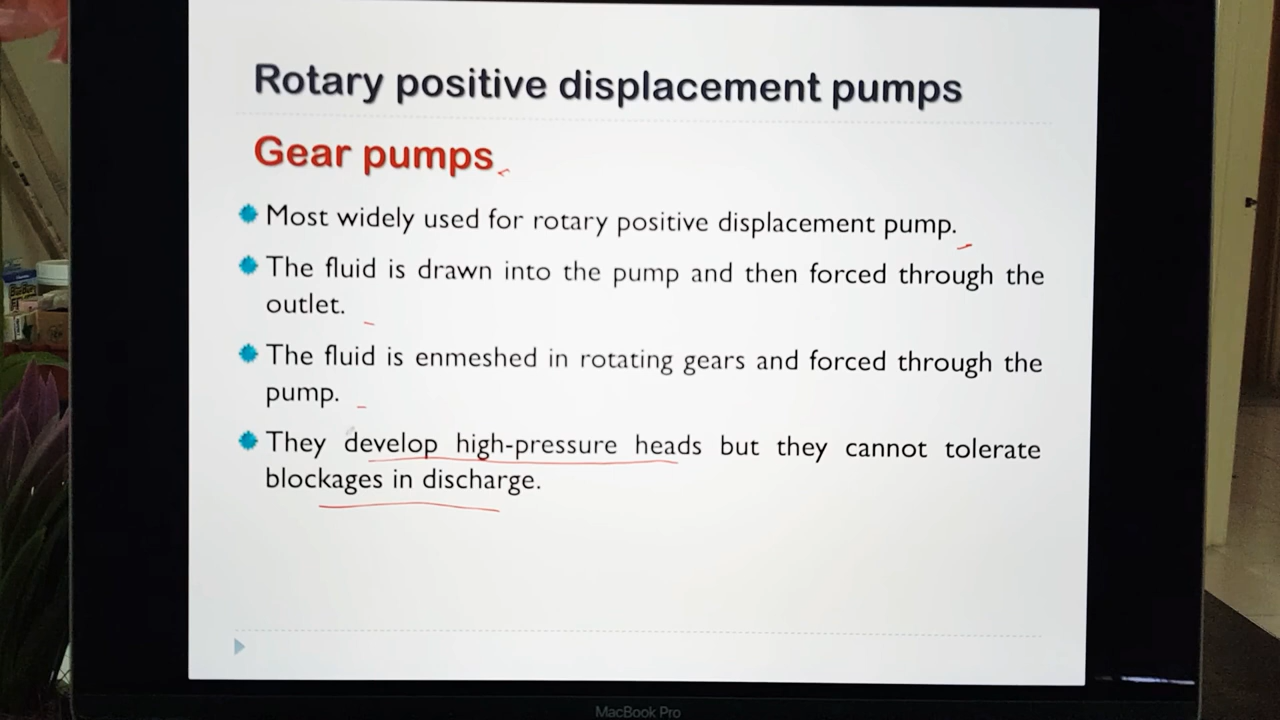 Rotary positive displacement pumps
Gear pumps
Most widely used for rotary positive displacement pump.
The fluid is drawn into the pump and then forced through the
outlet.
The fluid is enmeshed in rotating gears and forced through the
pump.
They develop high-pressure heads but they cannot tolerate
blockages in discharge.
MacBook Pro